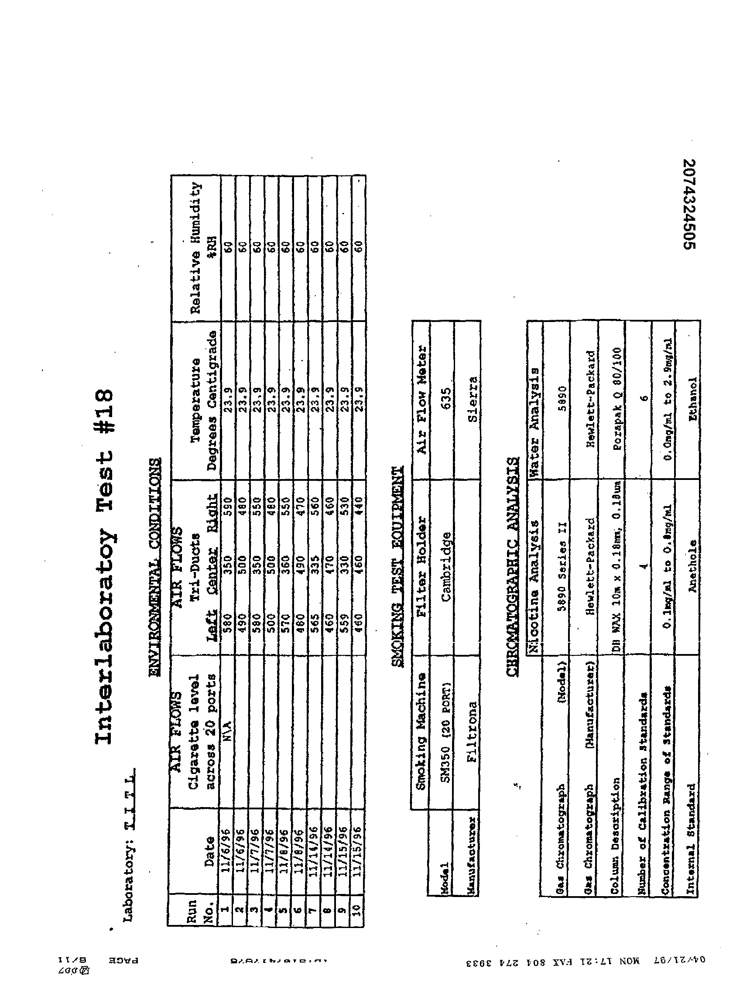 Interlaboratoy Test #18
Laboratory: T I T L
ENVIRONMENTAL CONDITIONS
AIR FLOWS AIR FLOWS
Run Cigarette level Tri-Ducts Temperature Relative Humidity
No. Date across 20 ports Left Center Right Degrees Centigrade %RH
1 11/6/96 N\A 580 350 590 23.9 60
2 11/6/96 490 500 480 23.9 60
3 11/7/96 580 350 550 23.9 60
4 11/7/96 500 500 480 23.9 60
5 11/8/96 570 360 550 23.9 60
6 11/8/96 480 490 470 23.9 60
7 11/14/96 565 335 560 23.9 60
8 11/14/96 460 470 460 23.9 60
9 11/15/96 559 330 530 23.9 60
10 11/15/96 460 460 440 23.9 60
SMOKING TEST EQUIPMENT
Smoking Machine Filter Holder Air Flow Meter
Model SM350 (20 PORT) Cambridge 635
Manufacturer Filtrona Sierra
CHROMATOGRAPHIC ANALYSIS
Nicotine Analysis Water Analysis
Gas Chromatograph (Model) 5890 Series II 5890
Gas Chromatograph (Manufacturer) Hewlett-Packard Hewlett-Packard
Column Description DB WAX 10m x 0.18mm; 0.18um Porapak Q 80/100
Number of Calibration Standards 4 6
Concentration Range of Standards 0.1mg/ml to 0.8mg/ml 0.0mg/ml to 2.9mg/ml
Internal Standard Anethole Ethanol
2074324505
04/21/97 MON 17:21 FAX 804 274 3933
PAGE 8/11
007